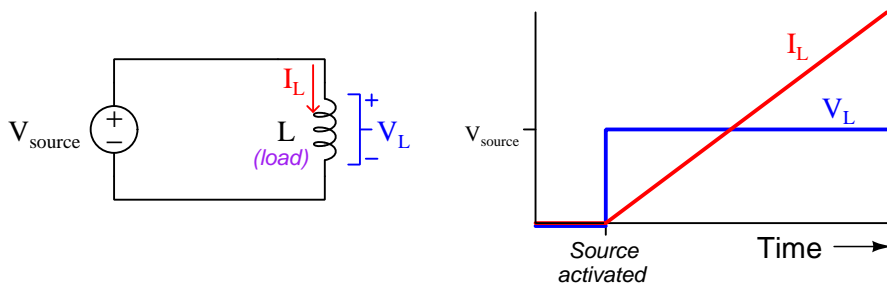 V_source
+
−
I_L
L
(load)
+
V_L
−
V_source
I_L
V_L
Source
activated
Time